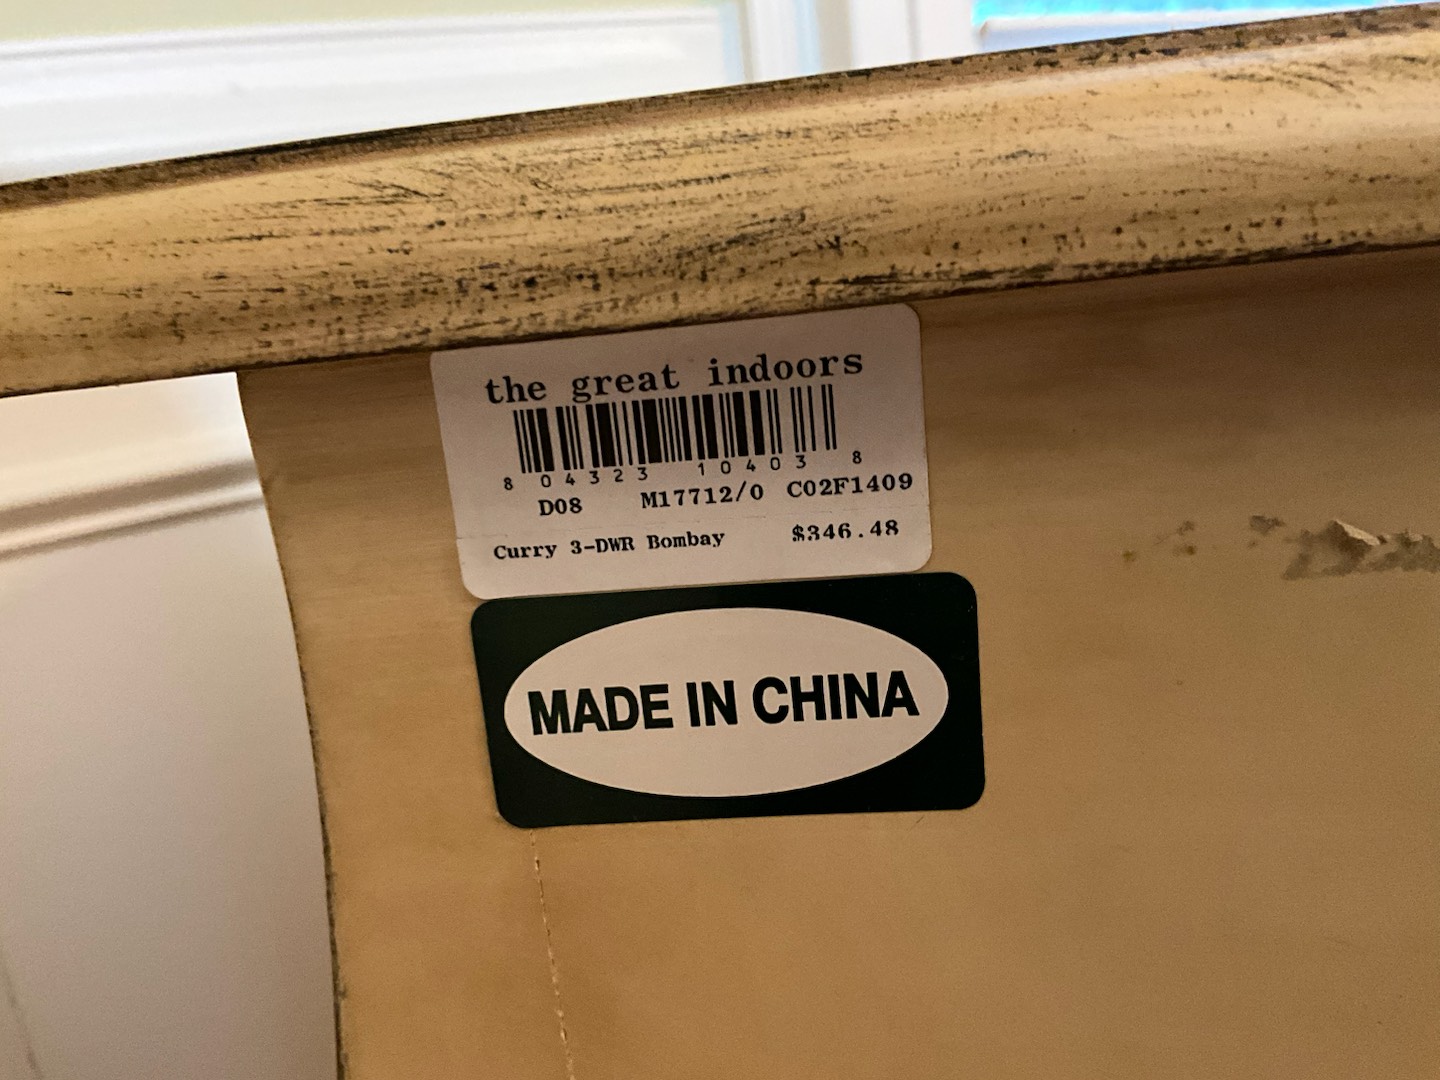 the great indoors
8 04323 10403 8
D08 M17712/0 C02F1409
Curry 3-DWR Bombay $346.48
MADE IN CHINA